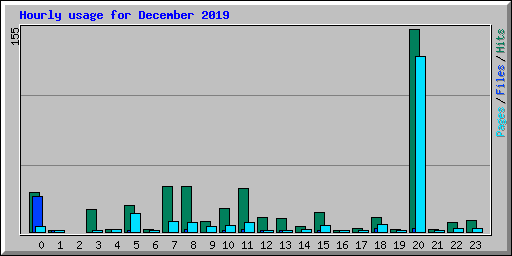 Hourly usage for December 2019
155
Pages/Files/Hits
0 1 2 3 4 5 6 7 8 9 10 11 12 13 14 15 16 17 18 19 20 21 22 23